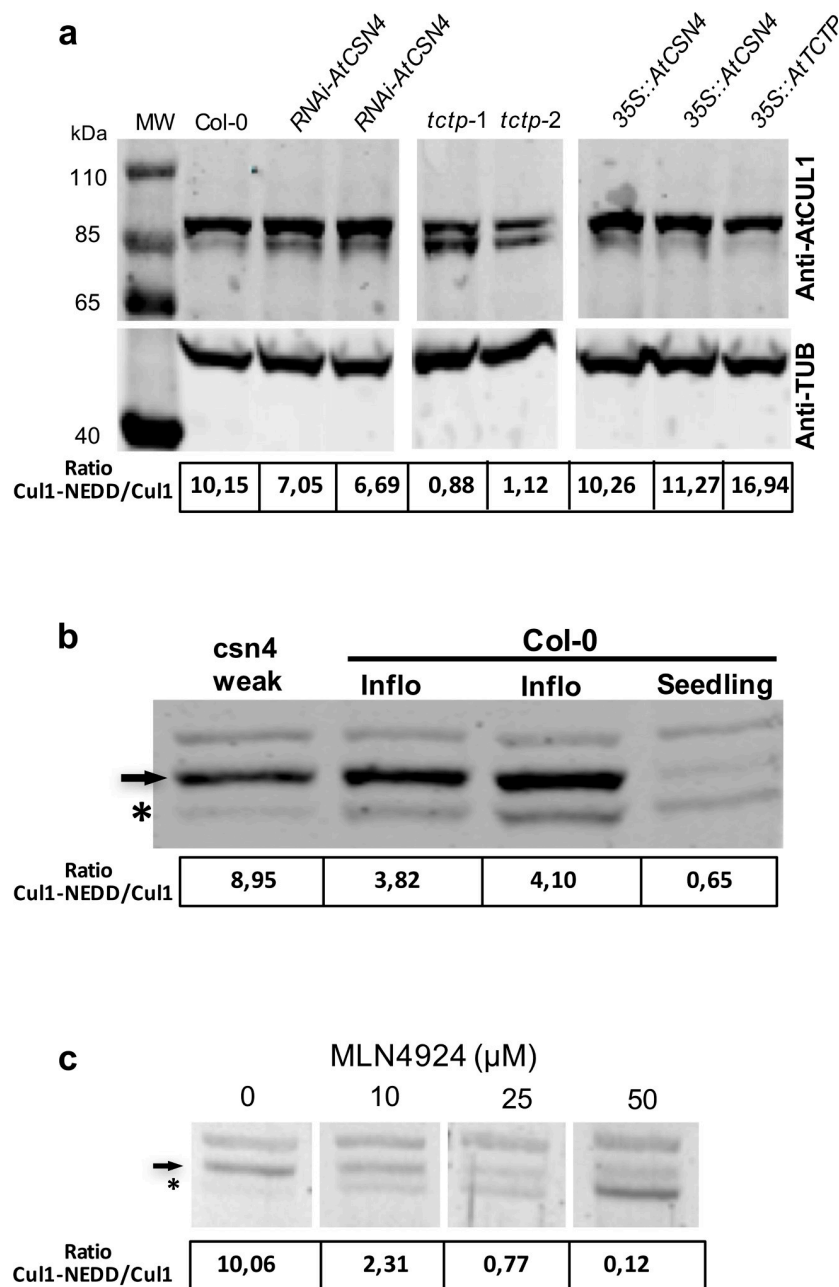 a
kDa
MW
Col-0
RNAi-AtCSN4
RNAi-AtCSN4
tctp-1
tctp-2
35S::AtCSN4
35S::AtCSN4
35S::AtTCTP
110
85
65
40
Anti-AtCUL1
Anti-TUB
Ratio
Cul1-NEDD/Cul1
10,15 7,05 6,69 0,88 1,12 10,26 11,27 16,94
b
csn4
weak
Col-0
Inflo Inflo Seedling
*
Ratio
Cul1-NEDD/Cul1
8,95 3,82 4,10 0,65
c
MLN4924 (µM)
0 10 25 50
*
Ratio
Cul1-NEDD/Cul1
10,06 2,31 0,77 0,12